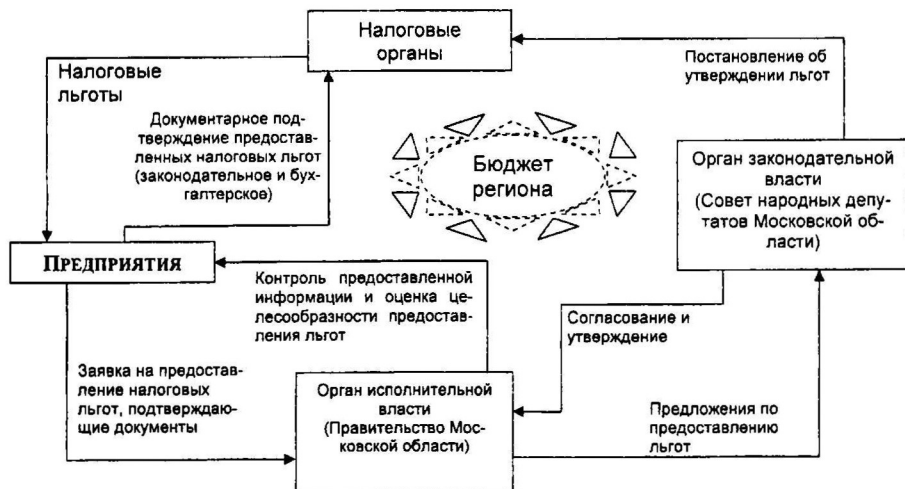 Налоговые
органы
Налоговые
льготы
Постановление об
утверждении льгот
Документарное под-
тверждение предостав-
ленных налоговых льгот
(законодательное и бух-
галтерское)
Бюджет
региона
Орган законодательной
власти
(Совет народных депу-
татов Московской об-
ласти)
ПРЕДПРИЯТИЯ
Контроль предоставленной
информации и оценка це-
лесообразности предостав-
ления льгот
Согласование и
утверждение
Заявка на предостав-
ление налоговых
льгот, подтверждаю-
щие документы
Орган исполнительной
власти
(Правительство Мос-
ковской области)
Предложения по
предоставлению
льгот